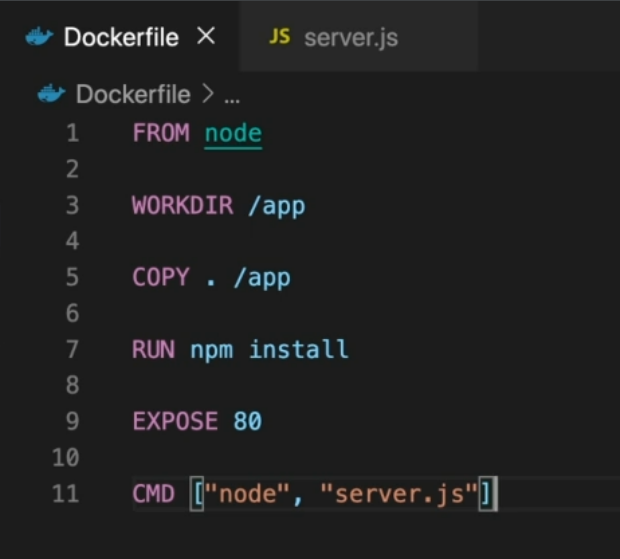 Dockerfile × JS server.js
Dockerfile > ...
1 FROM node
2
3 WORKDIR /app
4
5 COPY . /app
6
7 RUN npm install
8
9 EXPOSE 80
10
11 CMD ["node", "server.js"]